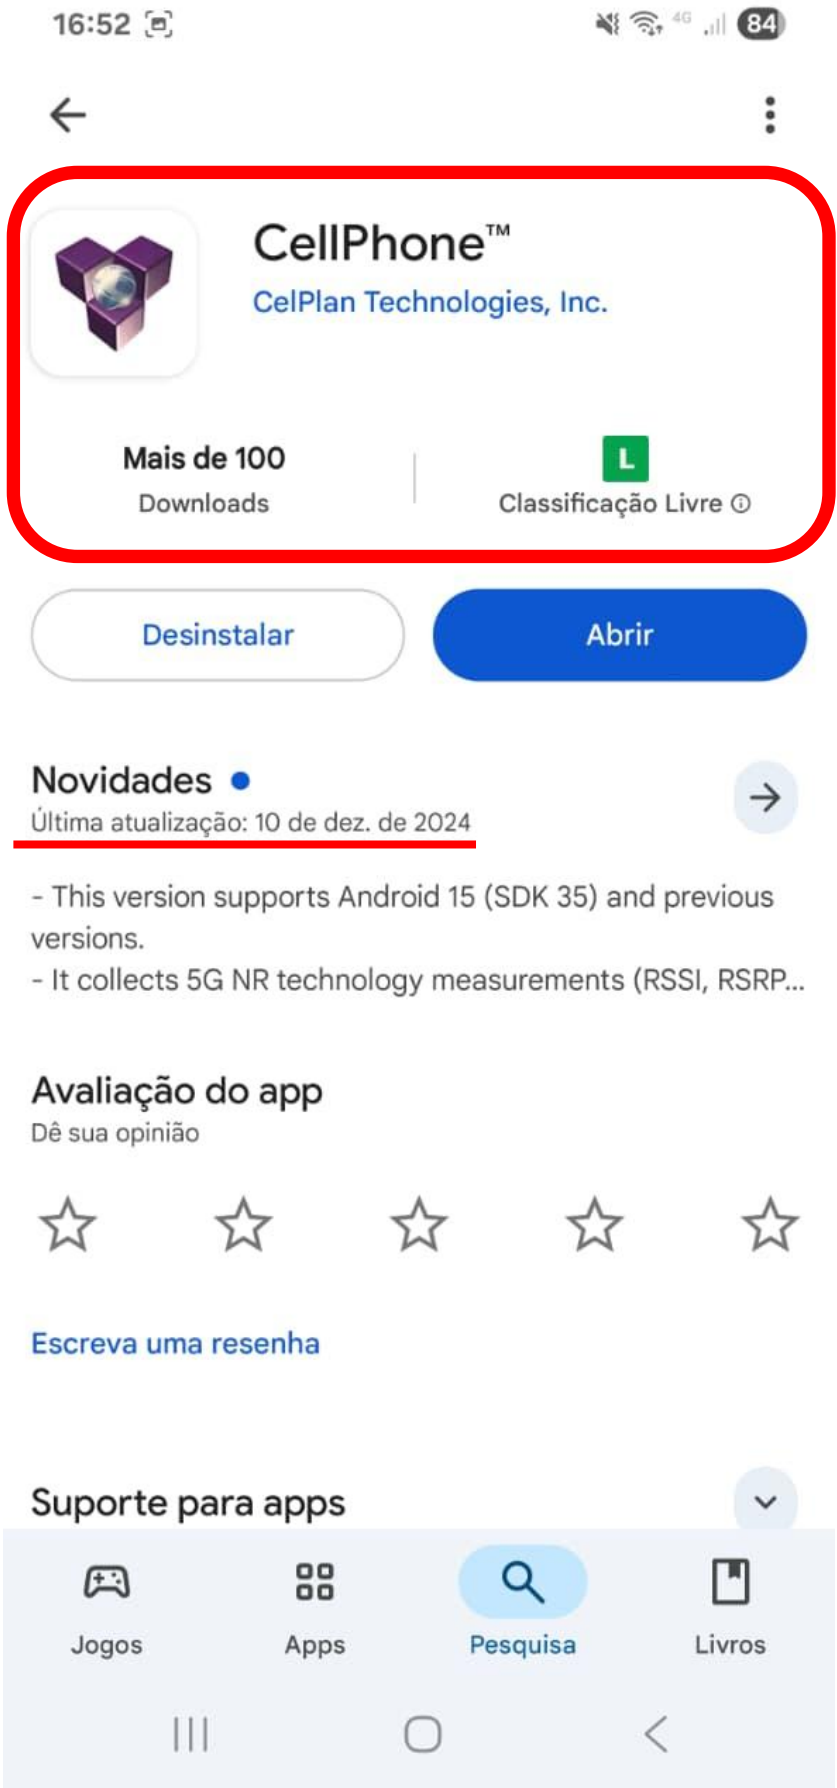 16:52
4G
84
CellPhone™
CelPlan Technologies, Inc.
Mais de 100
Downloads
L
Classificação Livre
Desinstalar
Abrir
Novidades
Última atualização: 10 de dez. de 2024
- This version supports Android 15 (SDK 35) and previous
versions.
- It collects 5G NR technology measurements (RSSI, RSRP...
Avaliação do app
Dê sua opinião
Escreva uma resenha
Suporte para apps
Jogos
Apps
Pesquisa
Livros